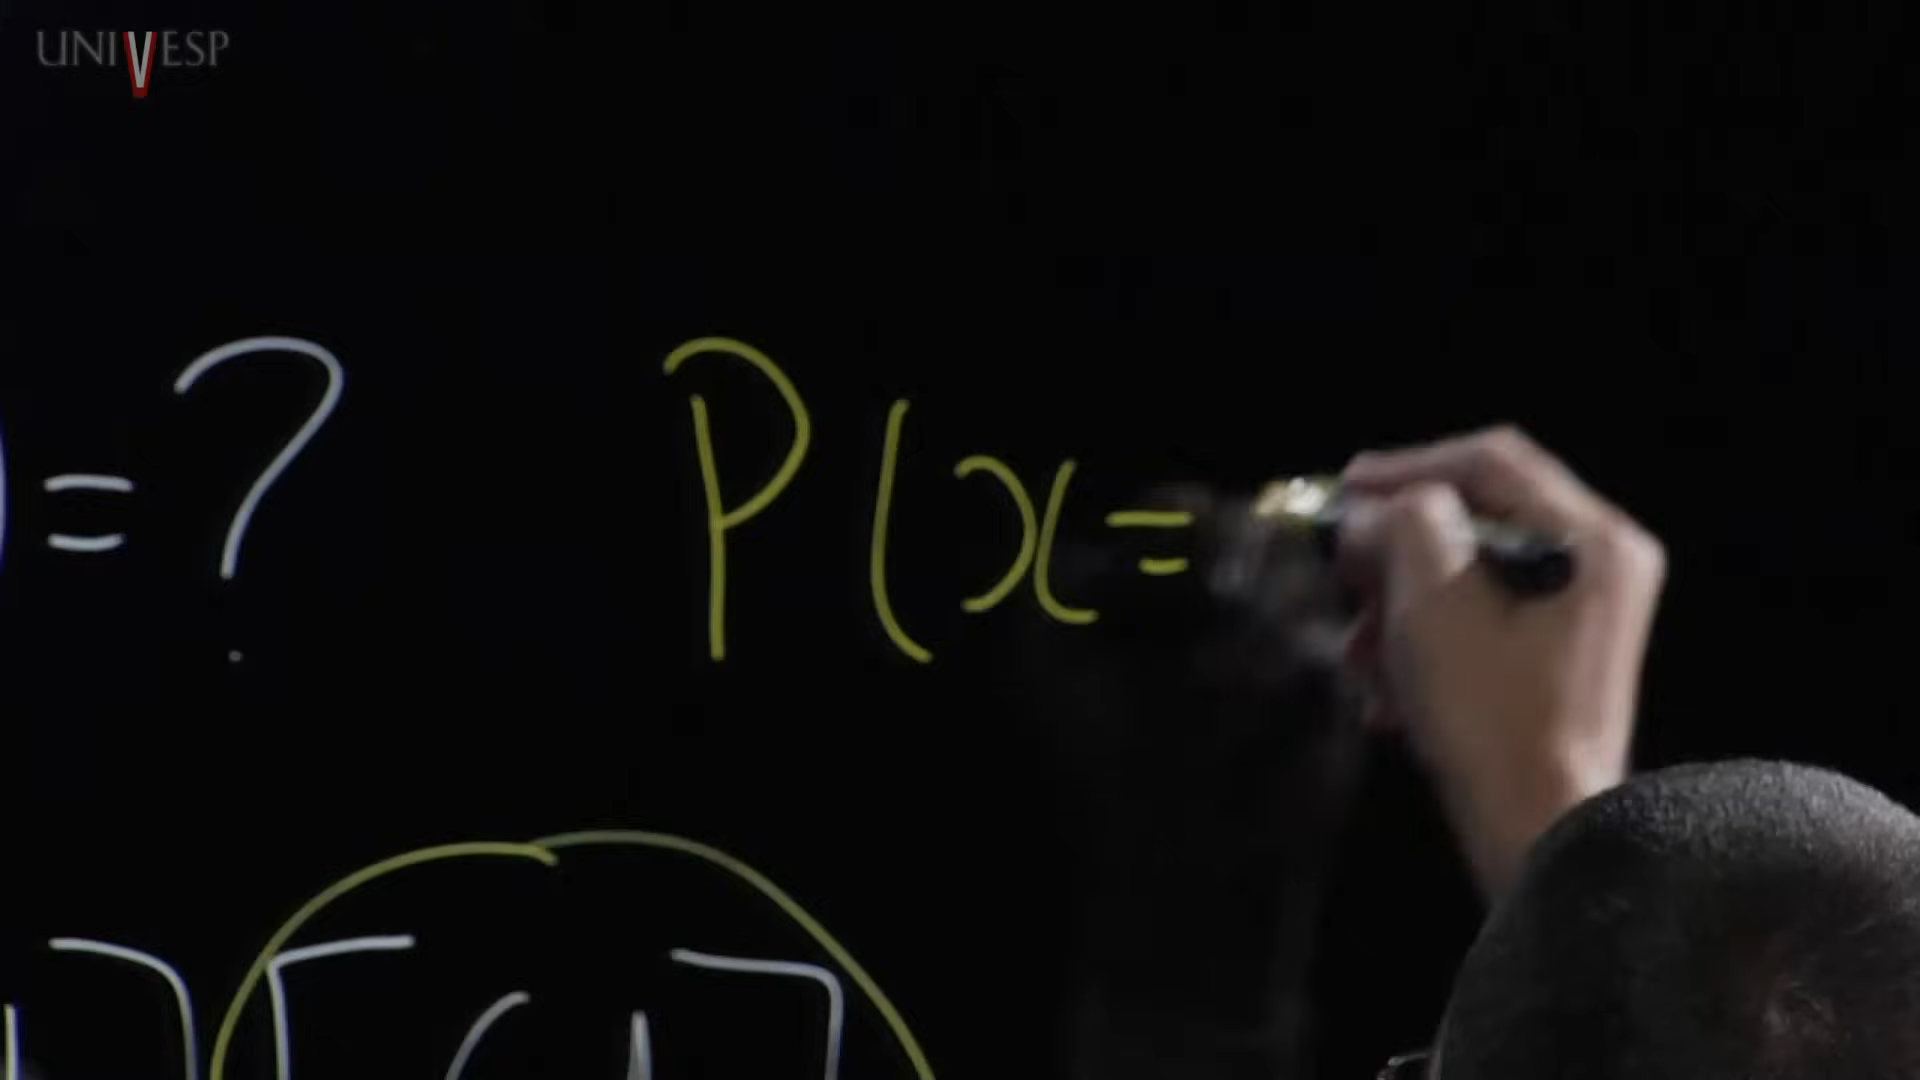 UNIVESP
= ? P(x=